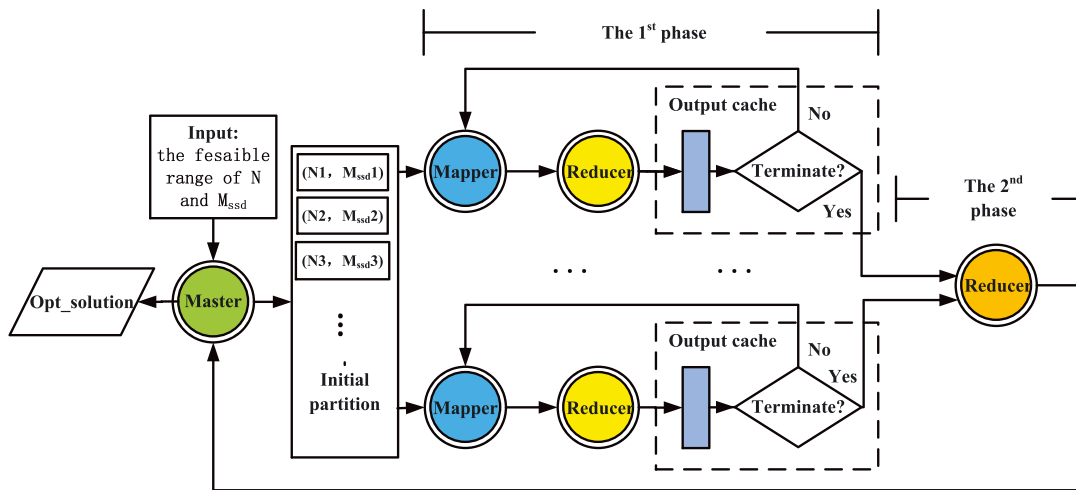 The 1st phase
Output cache
No
Input:
the fesaible
range of N
and Mssd
(N1, Mssd1)
(N2, Mssd2)
(N3, Mssd3)
Mapper
Reducer
Terminate?
Yes
The 2nd
phase
... ...
Opt_solution
Master
Reducer
...
.
Initial
partition
Output cache
No
Yes
Mapper
Reducer
Terminate?